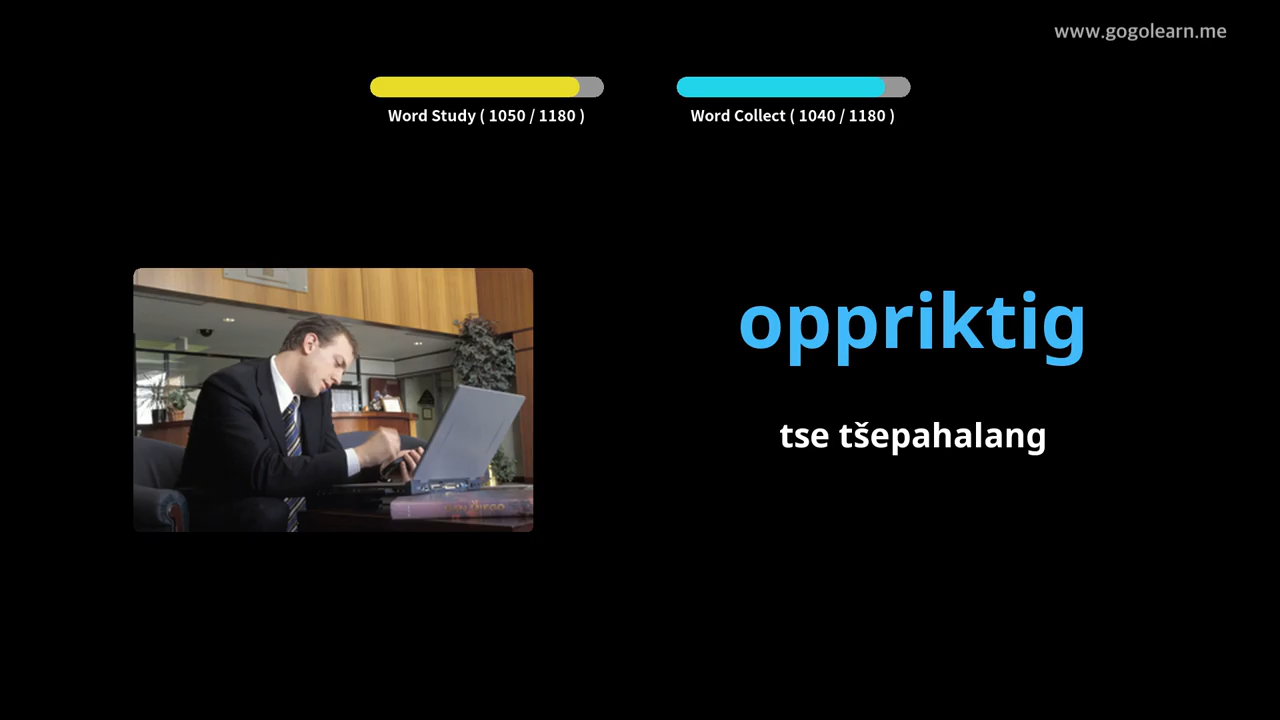 www.gogolearn.me
Word Study ( 1050 / 1180 )
Word Collect ( 1040 / 1180 )
oppriktig
tse tšepahalang